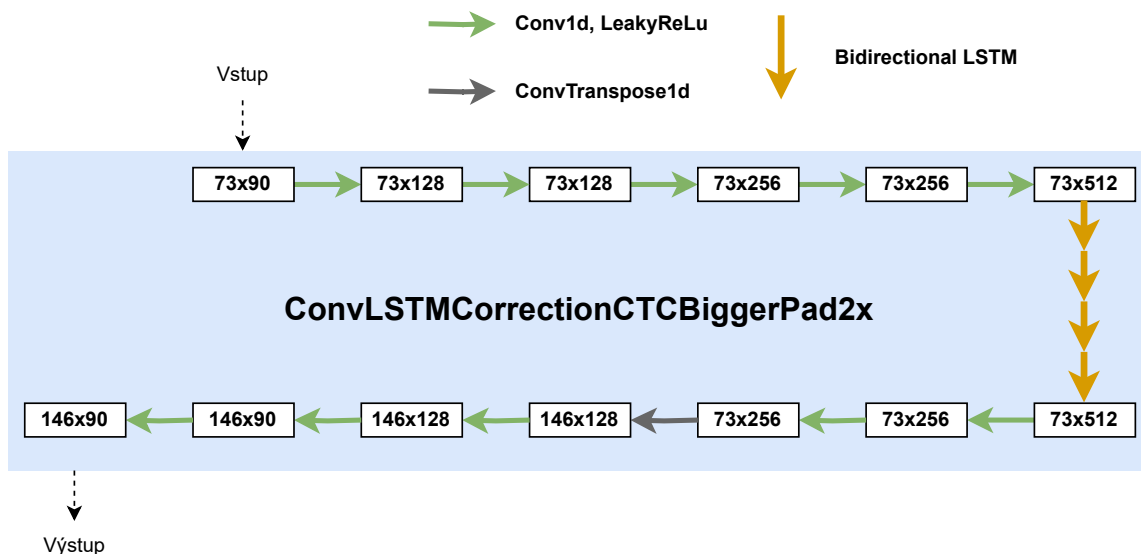 Conv1d, LeakyReLu
Bidirectional LSTM
ConvTranspose1d
Vstup
73x90 73x128 73x128 73x256 73x256 73x512
ConvLSTMCorrectionCTCBiggerPad2x
146x90 146x90 146x128 146x128 73x256 73x256 73x512
Výstup